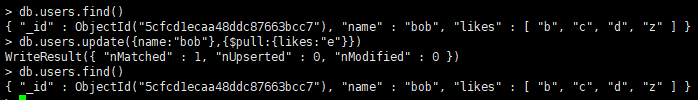 > db.users.find()
{ "_id" : ObjectId("5cfcd1ecaa48ddc87663bcc7"), "name" : "bob", "likes" : [ "b", "c", "d", "z" ] }
> db.users.update({name:"bob"},{$pull:{likes:"e"}})
WriteResult({ "nMatched" : 1, "nUpserted" : 0, "nModified" : 0 })
> db.users.find()
{ "_id" : ObjectId("5cfcd1ecaa48ddc87663bcc7"), "name" : "bob", "likes" : [ "b", "c", "d", "z" ] }
>